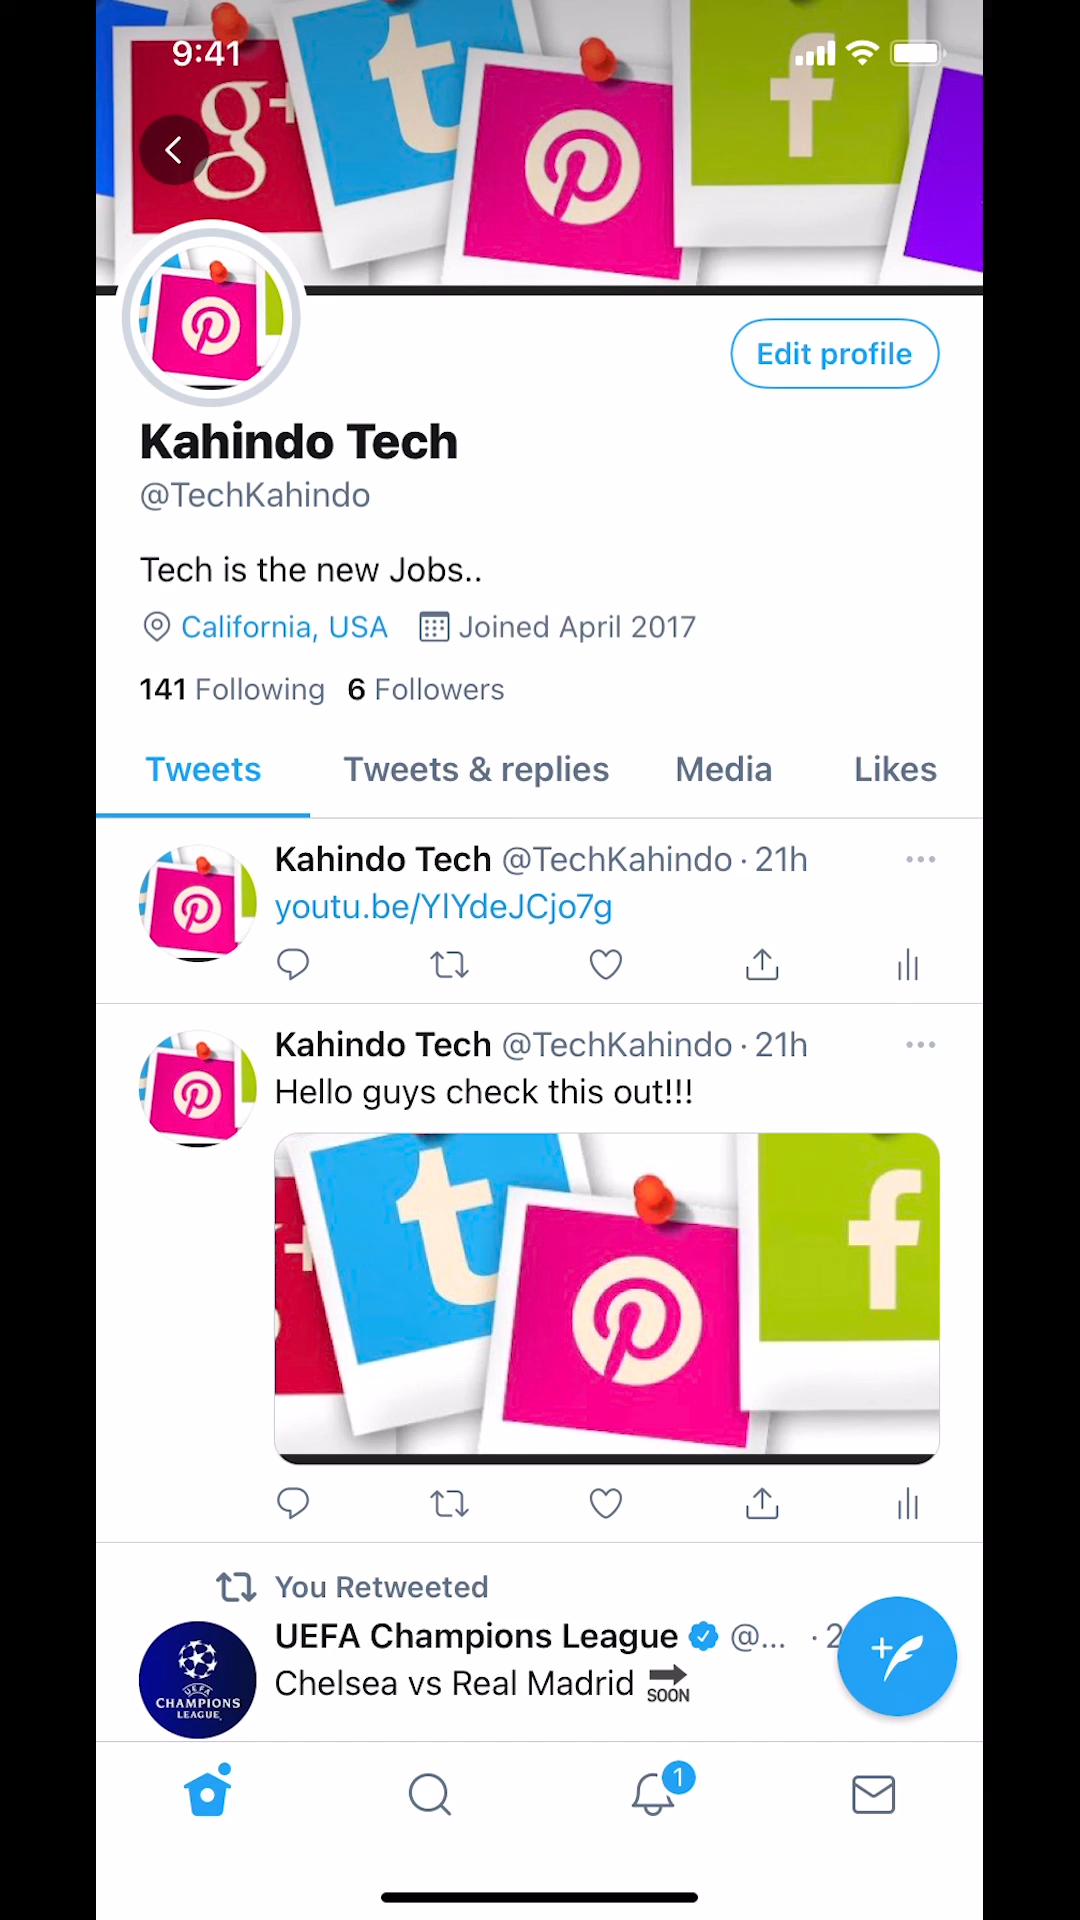 9:41
g+ t f
Edit profile
Kahindo Tech
@TechKahindo
Tech is the new Jobs..
California, USA Joined April 2017
141 Following 6 Followers
Tweets Tweets & replies Media Likes
Kahindo Tech @TechKahindo · 21h
youtu.be/YlYdeJCjo7g
Kahindo Tech @TechKahindo · 21h
Hello guys check this out!!!
t f
You Retweeted
UEFA Champions League @... · 2
Chelsea vs Real Madrid SOON
UEFA
CHAMPIONS
LEAGUE
1